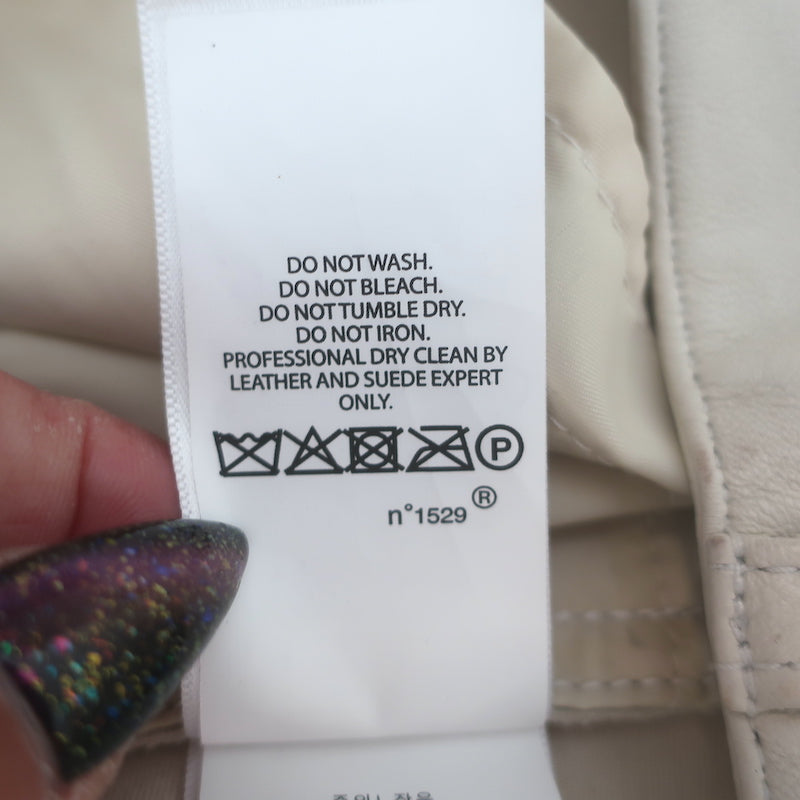 DO NOT WASH.
DO NOT BLEACH.
DO NOT TUMBLE DRY.
DO NOT IRON.
PROFESSIONAL DRY CLEAN BY
LEATHER AND SUEDE EXPERT
ONLY.
P
n°1529 ®